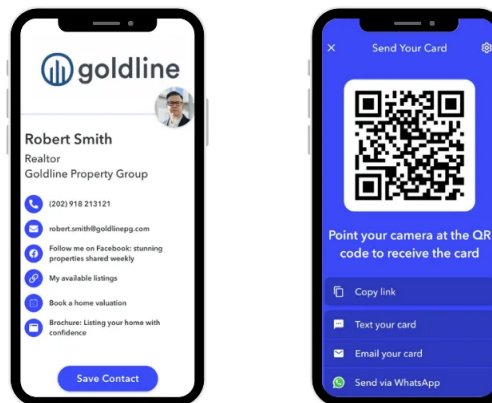 goldline
Robert Smith
Realtor
Goldline Property Group
(202) 918 213121
robert.smith@goldlinepg.com
Follow me on Facebook: stunning
properties shared weekly
My available listings
Book a home valuation
Brochure: Listing your home with
confidence
Save Contact
Send Your Card
Point your camera at the QR
code to receive the card
Copy link
Text your card
Email your card
Send via WhatsApp